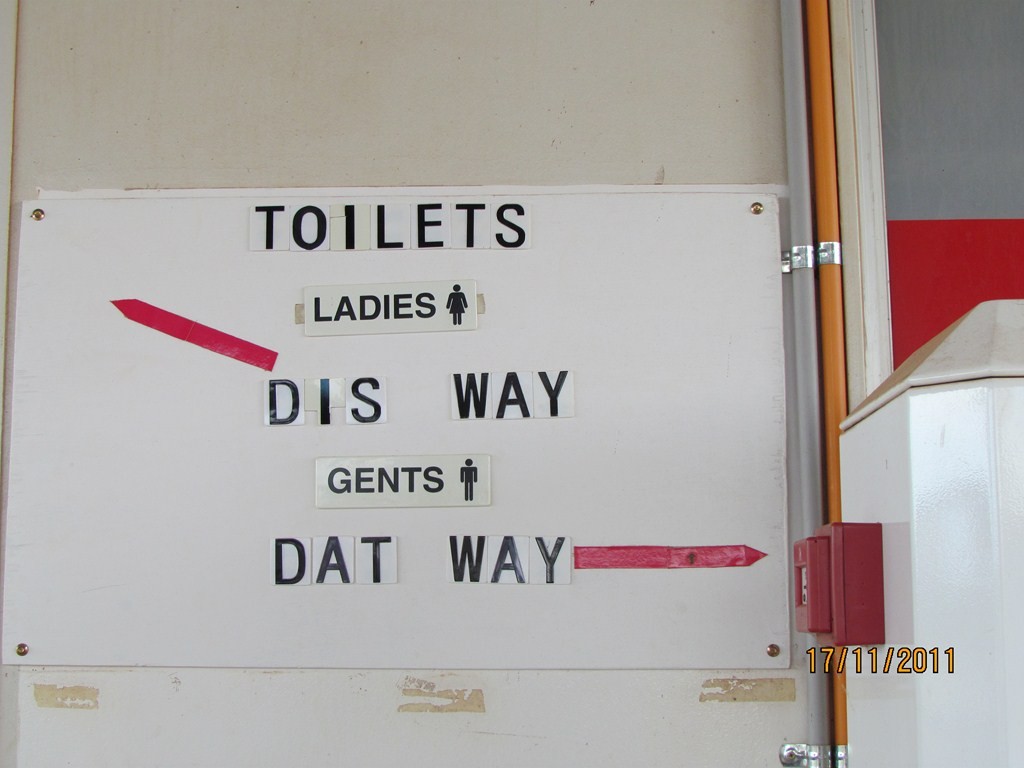 TOILETS
LADIES
DIS WAY
GENTS
DAT WAY
17/11/2011